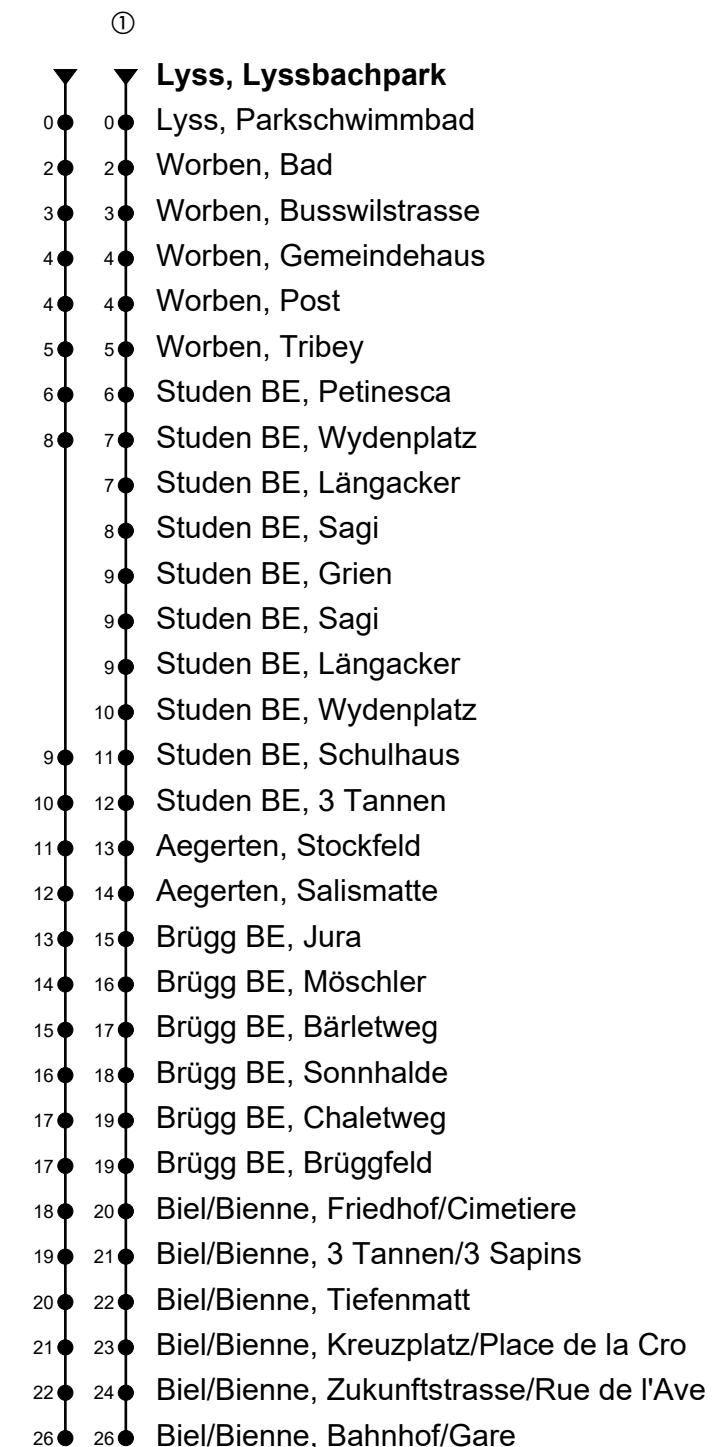 ①
Lyss, Lyssbachpark
0 0 Lyss, Parkschwimmbad
2 2 Worben, Bad
3 3 Worben, Busswilstrasse
4 4 Worben, Gemeindehaus
4 4 Worben, Post
5 5 Worben, Tribey
6 6 Studen BE, Petinesca
8 7 Studen BE, Wydenplatz
7 Studen BE, Längacker
8 Studen BE, Sagi
9 Studen BE, Grien
9 Studen BE, Sagi
9 Studen BE, Längacker
10 Studen BE, Wydenplatz
9 11 Studen BE, Schulhaus
10 12 Studen BE, 3 Tannen
11 13 Aegerten, Stockfeld
12 14 Aegerten, Salismatte
13 15 Brügg BE, Jura
14 16 Brügg BE, Möschler
15 17 Brügg BE, Bärletweg
16 18 Brügg BE, Sonnhalde
17 19 Brügg BE, Chaletweg
17 19 Brügg BE, Brüggfeld
18 20 Biel/Bienne, Friedhof/Cimetiere
19 21 Biel/Bienne, 3 Tannen/3 Sapins
20 22 Biel/Bienne, Tiefenmatt
21 23 Biel/Bienne, Kreuzplatz/Place de la Cro
22 24 Biel/Bienne, Zukunftstrasse/Rue de l'Ave
26 26 Biel/Bienne, Bahnhof/Gare